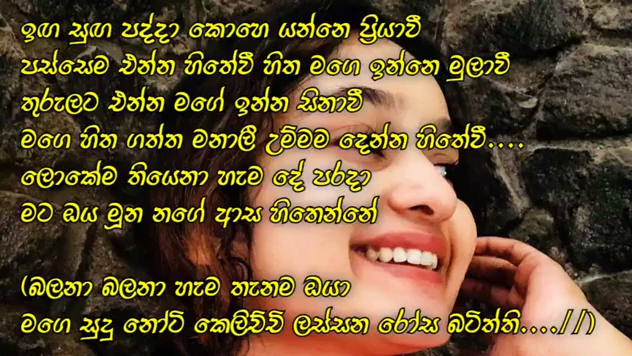 ඉඟ සුඟ පද්දා කොහෙ යන්නෙ ප්‍රියාවී
පස්සෙම එන්න හිතේවී හිත මගෙ ඉන්නෙ මුලාවී
තුරුලට එන්න මගේ ඉන්න සිනාවී
මගෙ හිත ගත්ත මනාලී උම්මම දෙන්න හිතේවී....
ලොකේම තියෙනා හැම දේ පරදා
මට ඔය මූන නගේ ආස හිතෙන්නේ
(බලනා බලනා හැම තැනම ඔයා
මගෙ සුදු නෝටි කෙලිච්චි ලස්සන රෝස බටිත්ති....//)